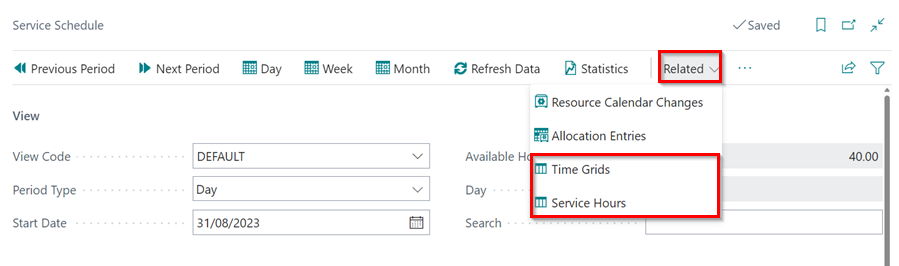 Service Schedule
Saved
Previous Period Next Period Day Week Month Refresh Data Statistics Related ...
Resource Calendar Changes
Allocation Entries
Time Grids
Service Hours
View
View Code DEFAULT Available Ho 40.00
Period Type Day Day
Start Date 31/08/2023 Search